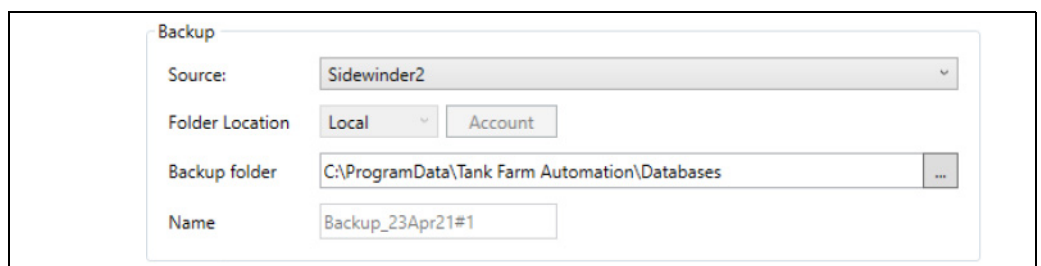 Backup
Source: Sidewinder2
Folder Location Local Account
Backup folder C:\ProgramData\Tank Farm Automation\Databases ...
Name Backup_23Apr21#1